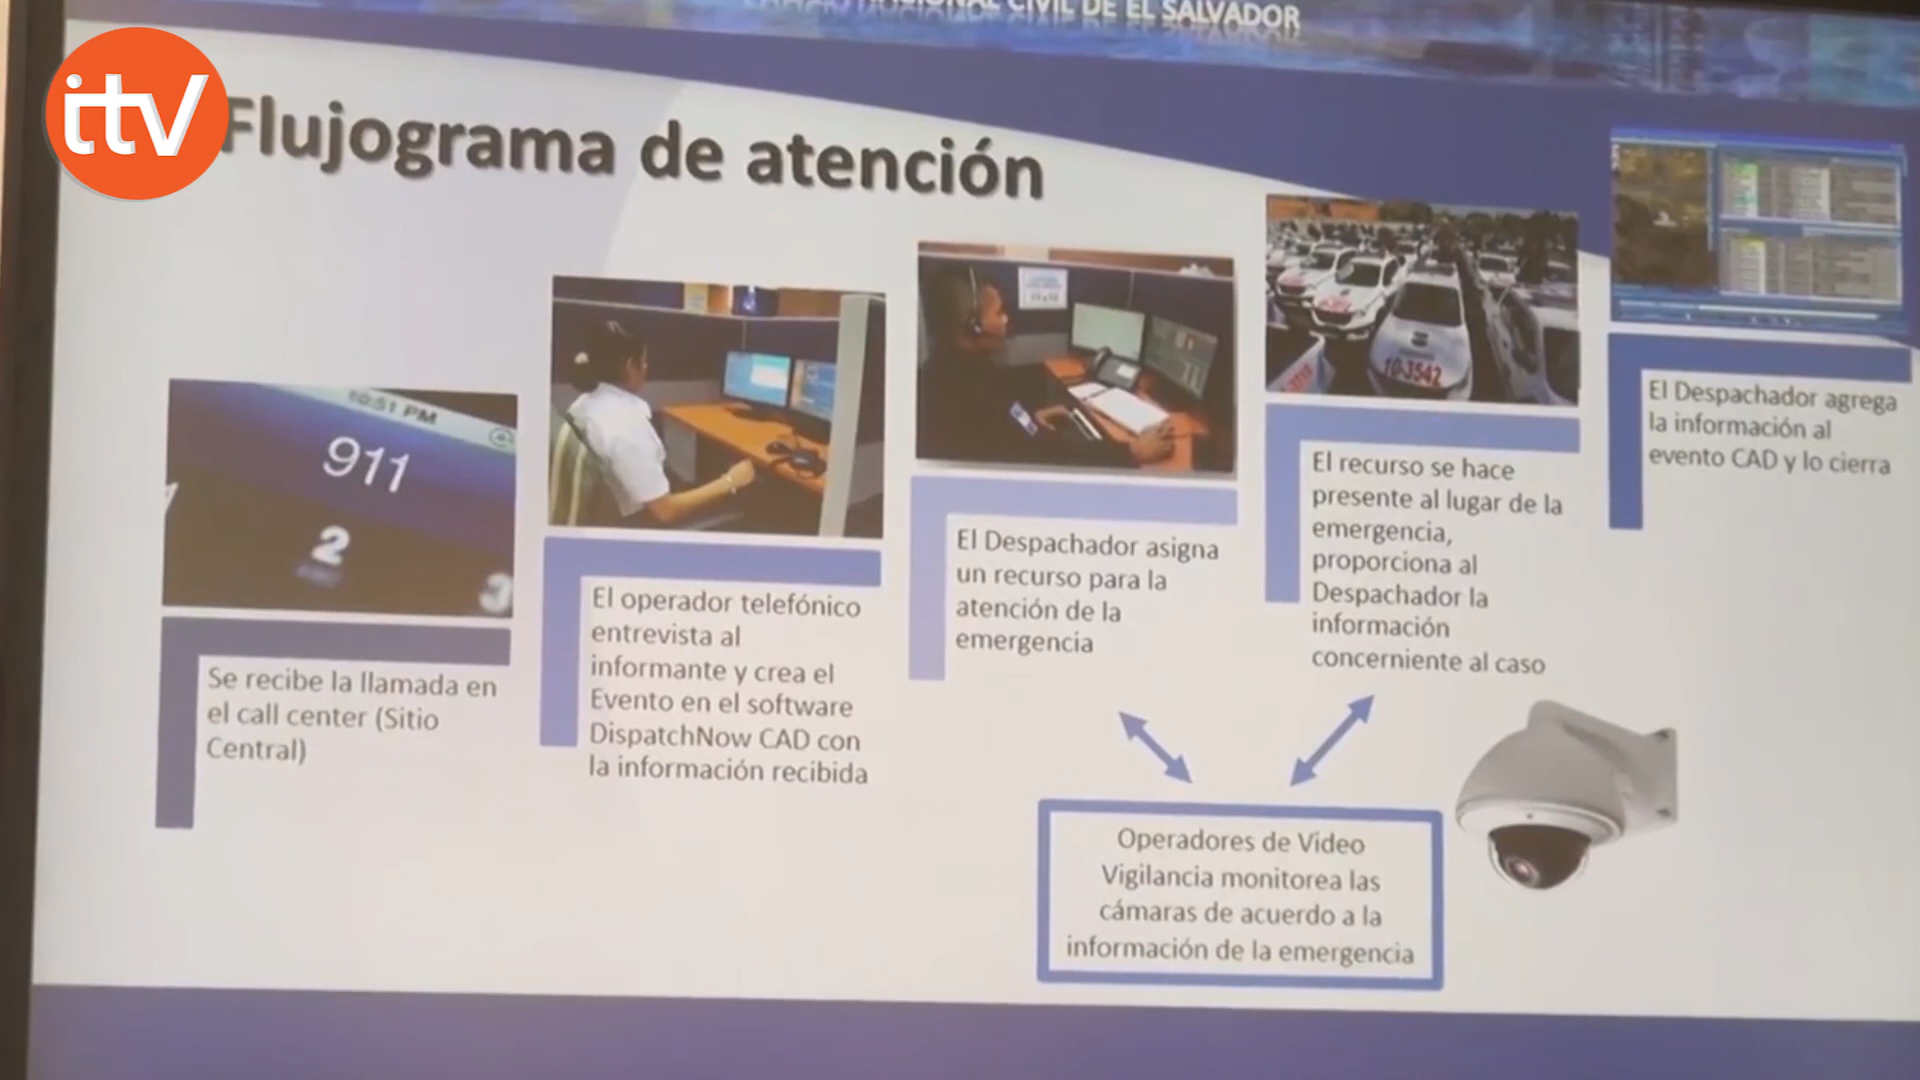 NACIONAL CIVIL DE EL SALVADOR
itv
Flujograma de atención
10:51 PM
911
2
3
Se recibe la llamada en
el call center (Sitio
Central)
El operador telefónico
entrevista al
informante y crea el
Evento en el software
DispatchNow CAD con
la información recibida
El Despachador asigna
un recurso para la
atención de la
emergencia
10-3542
El recurso se hace
presente al lugar de la
emergencia,
proporciona al
Despachador la
información
concerniente al caso
El Despachador agrega
la información al
evento CAD y lo cierra
Operadores de Video
Vigilancia monitorea las
cámaras de acuerdo a la
información de la emergencia